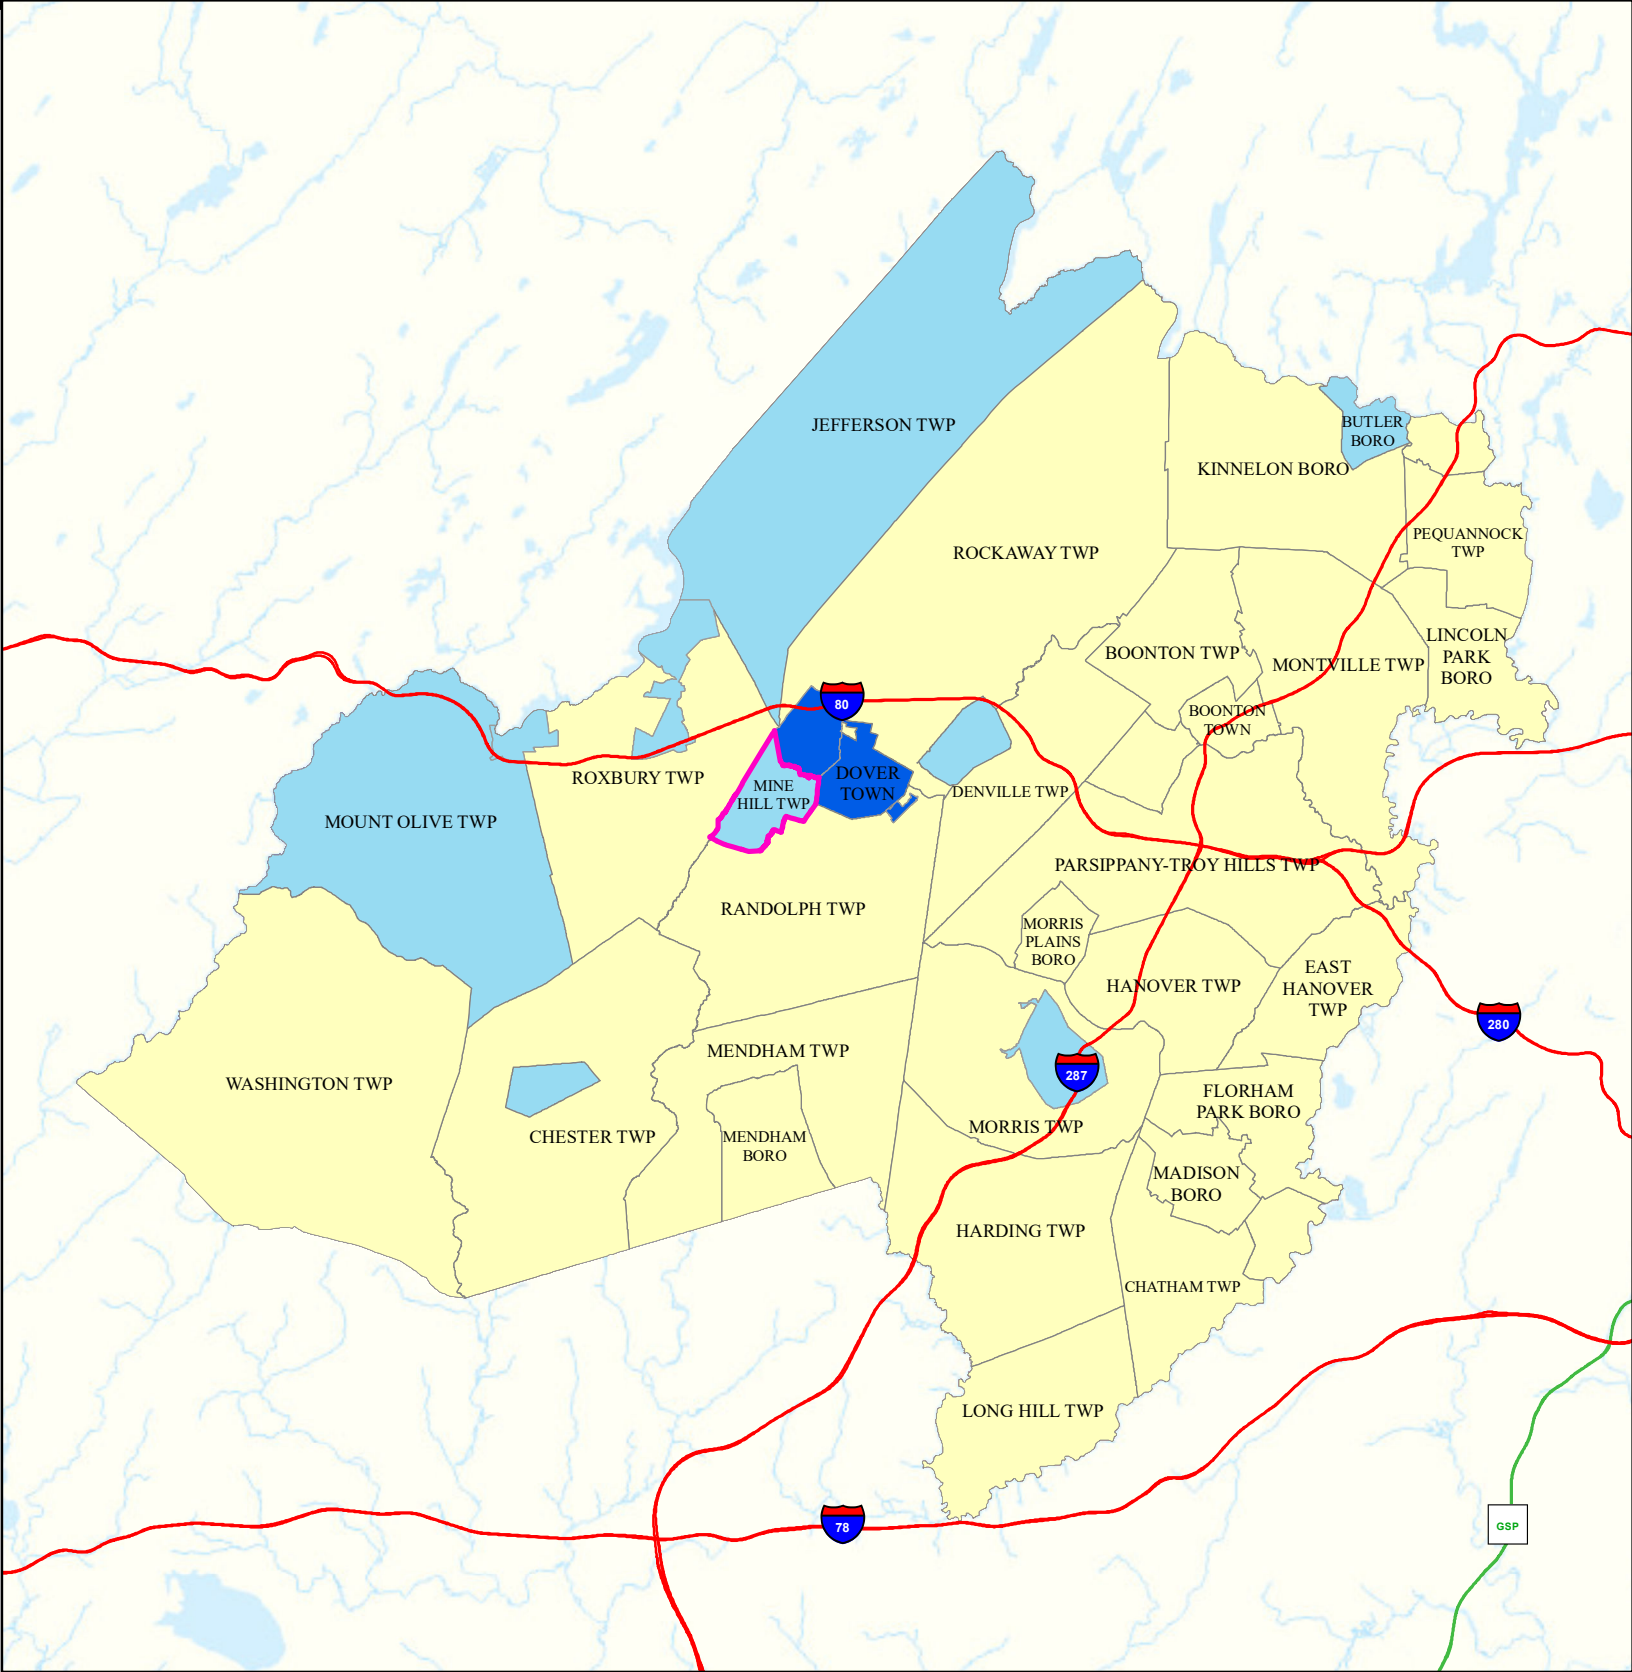 JEFFERSON TWP
BUTLER
BORO
KINNELON BORO
PEQUANNOCK
TWP
ROCKAWAY TWP
LINCOLN
PARK
BORO
BOONTON TWP
MONTVILLE TWP
80
BOONTON
TOWN
ROXBURY TWP
MINE
HILL TWP
DOVER
TOWN
DENVILLE TWP
MOUNT OLIVE TWP
PARSIPPANY-TROY HILLS TWP
RANDOLPH TWP
MORRIS
PLAINS
BORO
EAST
HANOVER
TWP
HANOVER TWP
280
MENDHAM TWP
287
WASHINGTON TWP
FLORHAM
PARK BORO
CHESTER TWP
MENDHAM
BORO
MORRIS TWP
MADISON
BORO
HARDING TWP
CHATHAM TWP
LONG HILL TWP
78
GSP